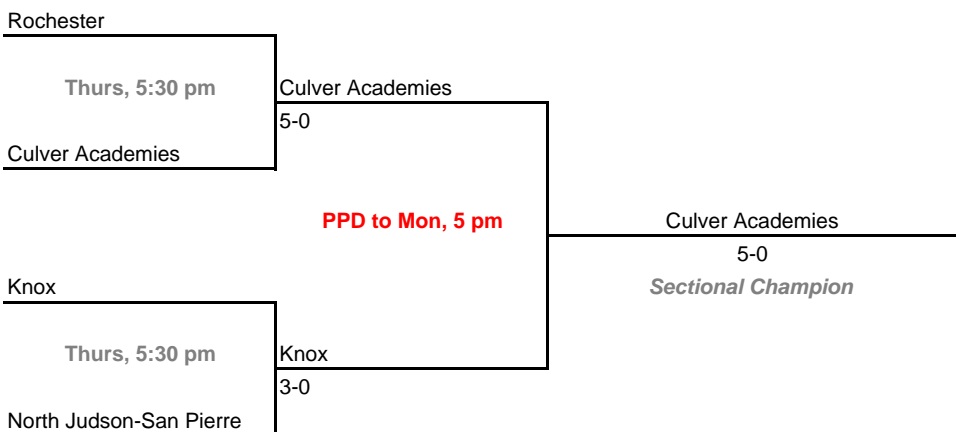 Rochester
Thurs, 5:30 pm
Culver Academies
5-0
Culver Academies
PPD to Mon, 5 pm
Culver Academies
5-0
Sectional Champion
Knox
Thurs, 5:30 pm
Knox
3-0
North Judson-San Pierre